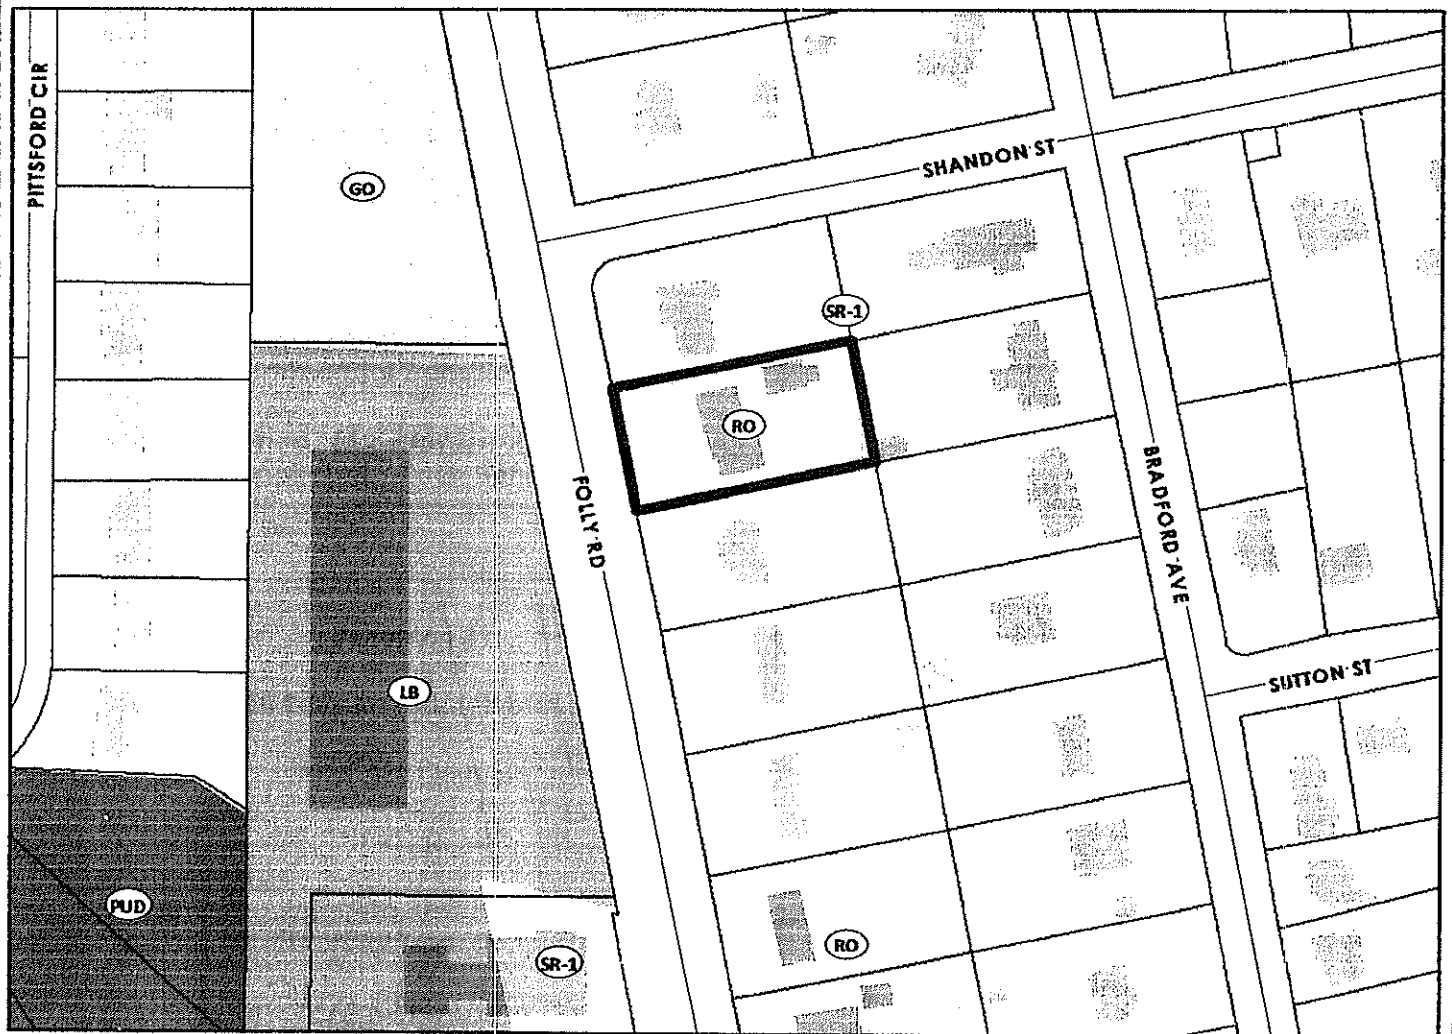 PITTSFORD CIR
GO
SHANDON ST
SR-1
RO
FOLLY RD
BRADFORD AVE
LB
SUTTON ST
PUD
RO
SR-1